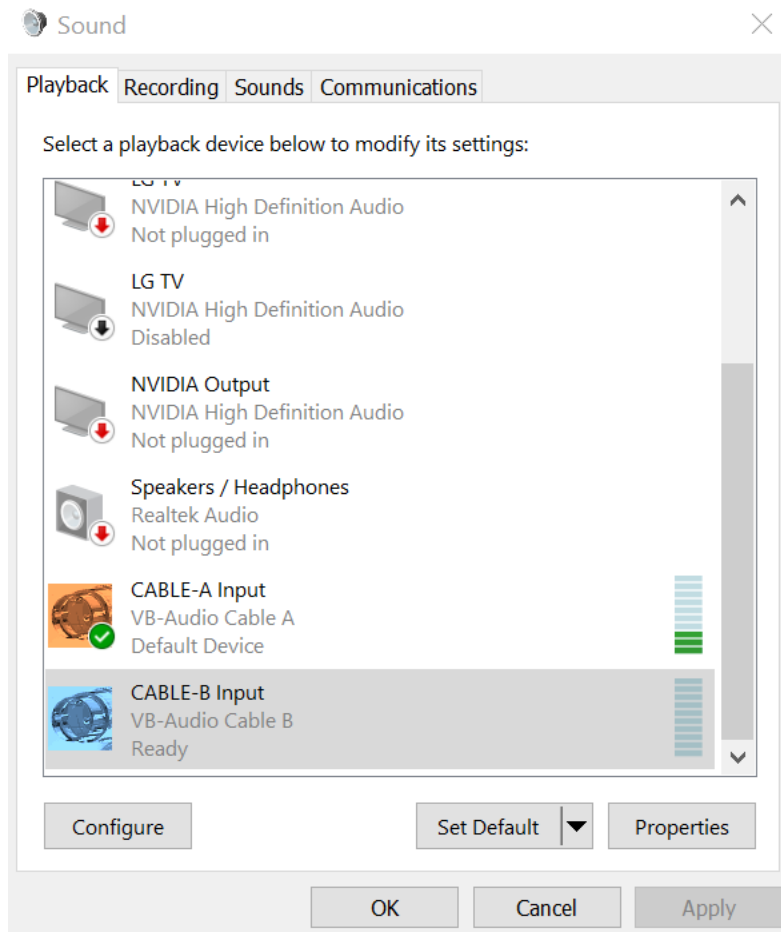 Sound
Playback Recording Sounds Communications
Select a playback device below to modify its settings:
LG TV
NVIDIA High Definition Audio
Not plugged in
LG TV
NVIDIA High Definition Audio
Disabled
NVIDIA Output
NVIDIA High Definition Audio
Not plugged in
Speakers / Headphones
Realtek Audio
Not plugged in
CABLE-A Input
VB-Audio Cable A
Default Device
CABLE-B Input
VB-Audio Cable B
Ready
Configure Set Default Properties
OK Cancel Apply